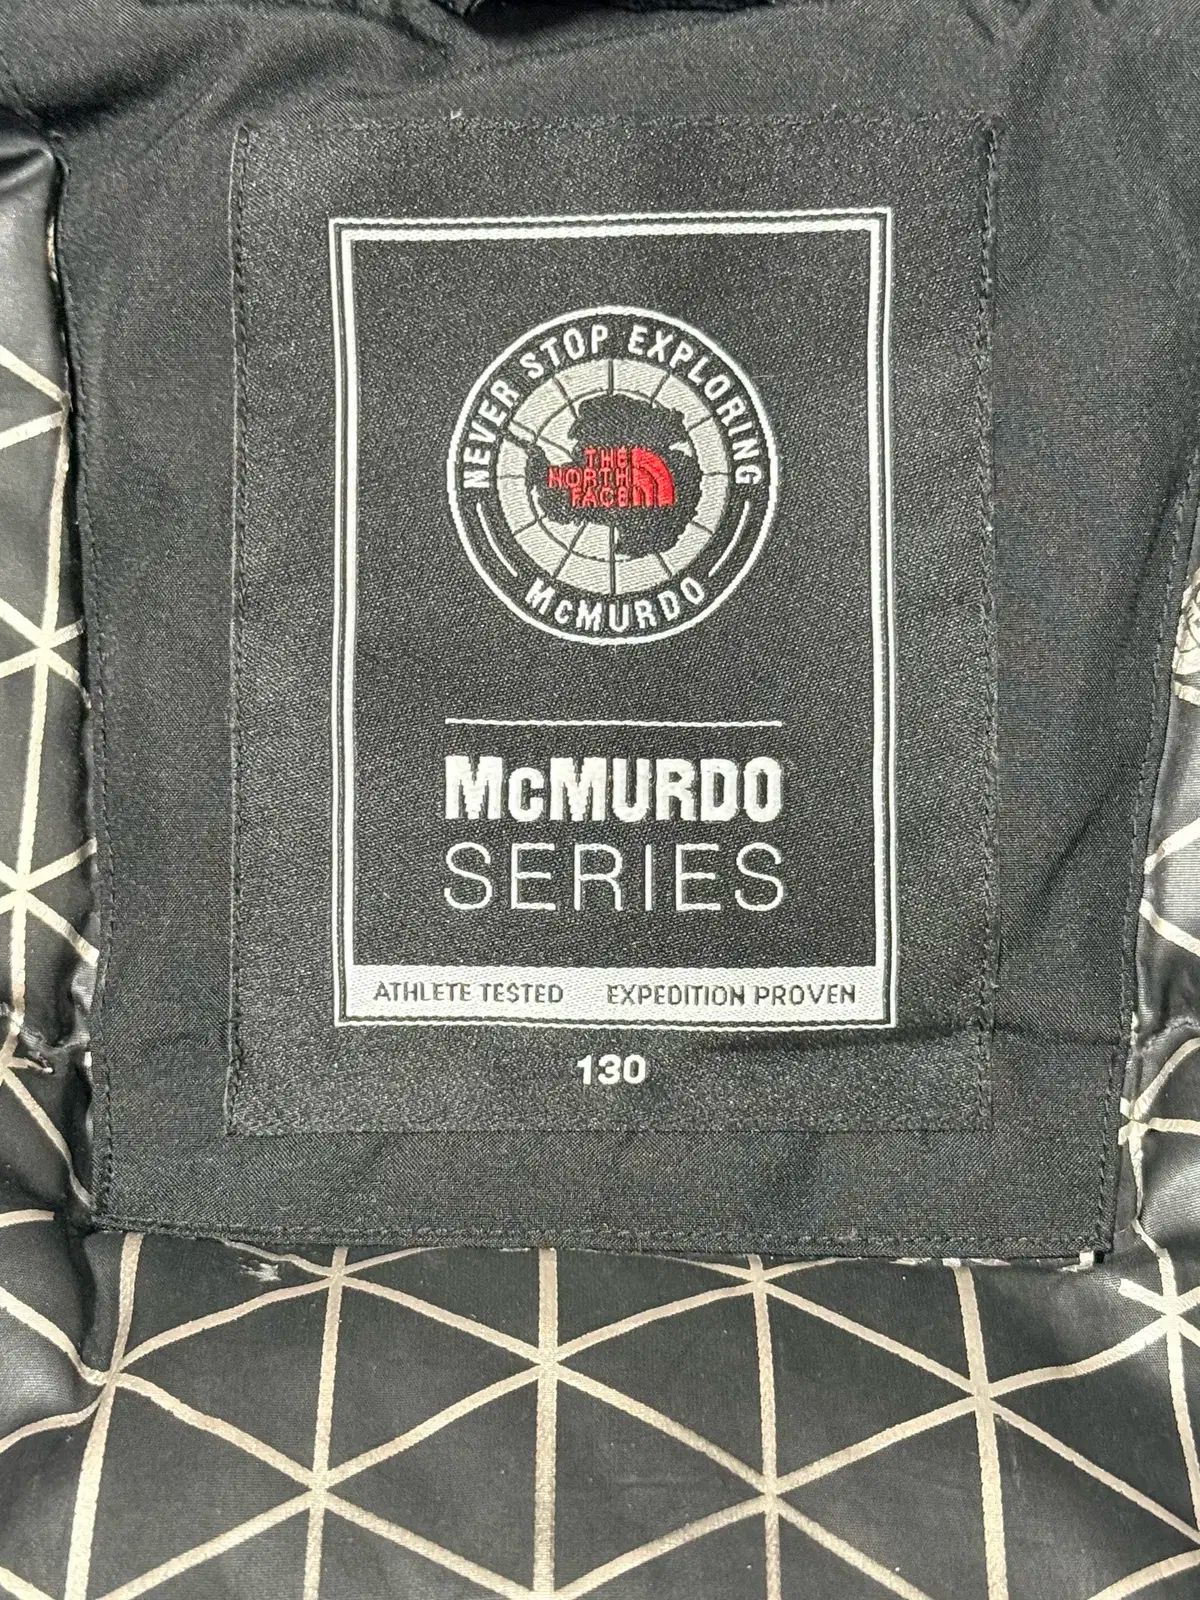 NEVER STOP EXPLORING
THE
NORTH
FACE
McMURDO
McMURDO
SERIES
ATHLETE TESTED EXPEDITION PROVEN
130